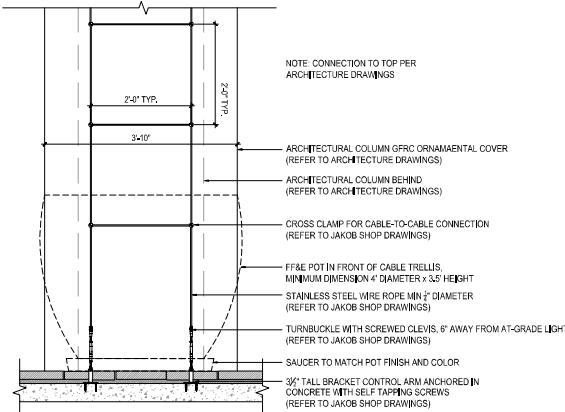 NOTE: CONNECTION TO TOP PER
ARCHITECTURE DRAWINGS
2'-0" TYP.
2'-0" TYP.
3'-10"
ARCHITECTURAL COLUMN GFRC ORNAMAENTAL COVER
(REFER TO ARCHITECTURE DRAWINGS)
ARCHITECTURAL COLUMN BEHIND
(REFER TO ARCHITECTURE DRAWINGS)
CROSS CLAMP FOR CABLE-TO-CABLE CONNECTION
(REFER TO JAKOB SHOP DRAWINGS)
FF&E POT IN FRONT OF CABLE TRELLIS,
MINIMUM DIMENSION 4' DIAMETER x 3.5' HEIGHT
STAINLESS STEEL WIRE ROPE MIN DIAMETER
(REFER TO JAKOB SHOP DRAWINGS)
TURNBUCKLE WITH SCREWED CLEVIS, 6" AWAY FROM AT-GRADE LIGHT
(REFER TO JAKOB SHOP DRAWINGS)
SAUCER TO MATCH POT FINISH AND COLOR
3½" TALL BRACKET CONTROL ARM ANCHORED IN
CONCRETE WITH SELF TAPPING SCREWS
(REFER TO JAKOB SHOP DRAWINGS)